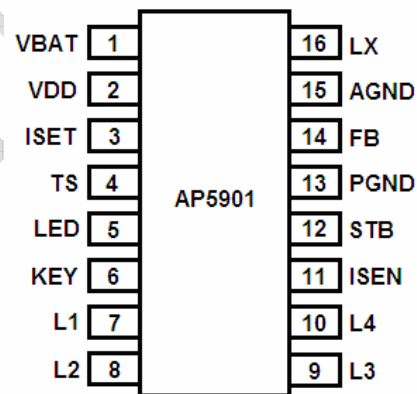 VBAT 1 16 LX
VDD 2 15 AGND
ISET 3 14 FB
TS 4 13 PGND
AP5901
LED 5 12 STB
KEY 6 11 ISEN
L1 7 10 L4
L2 8 9 L3